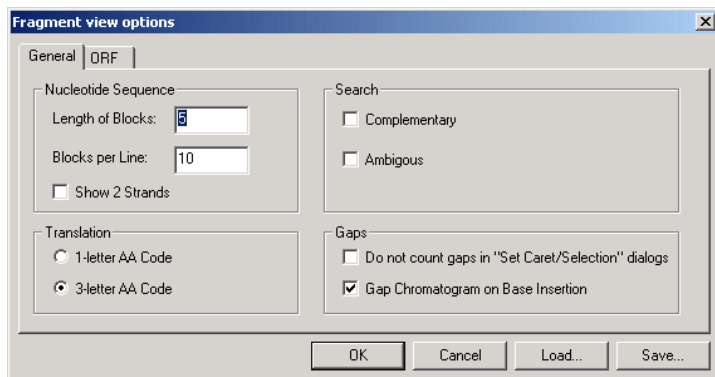 Fragment view options
General ORF
Nucleotide Sequence
Length of Blocks: 5
Blocks per Line: 10
Show 2 Strands
Search
Complementary
Ambigous
Translation
1-letter AA Code
3-letter AA Code
Gaps
Do not count gaps in "Set Caret/Selection" dialogs
Gap Chromatogram on Base Insertion
OK Cancel Load... Save...